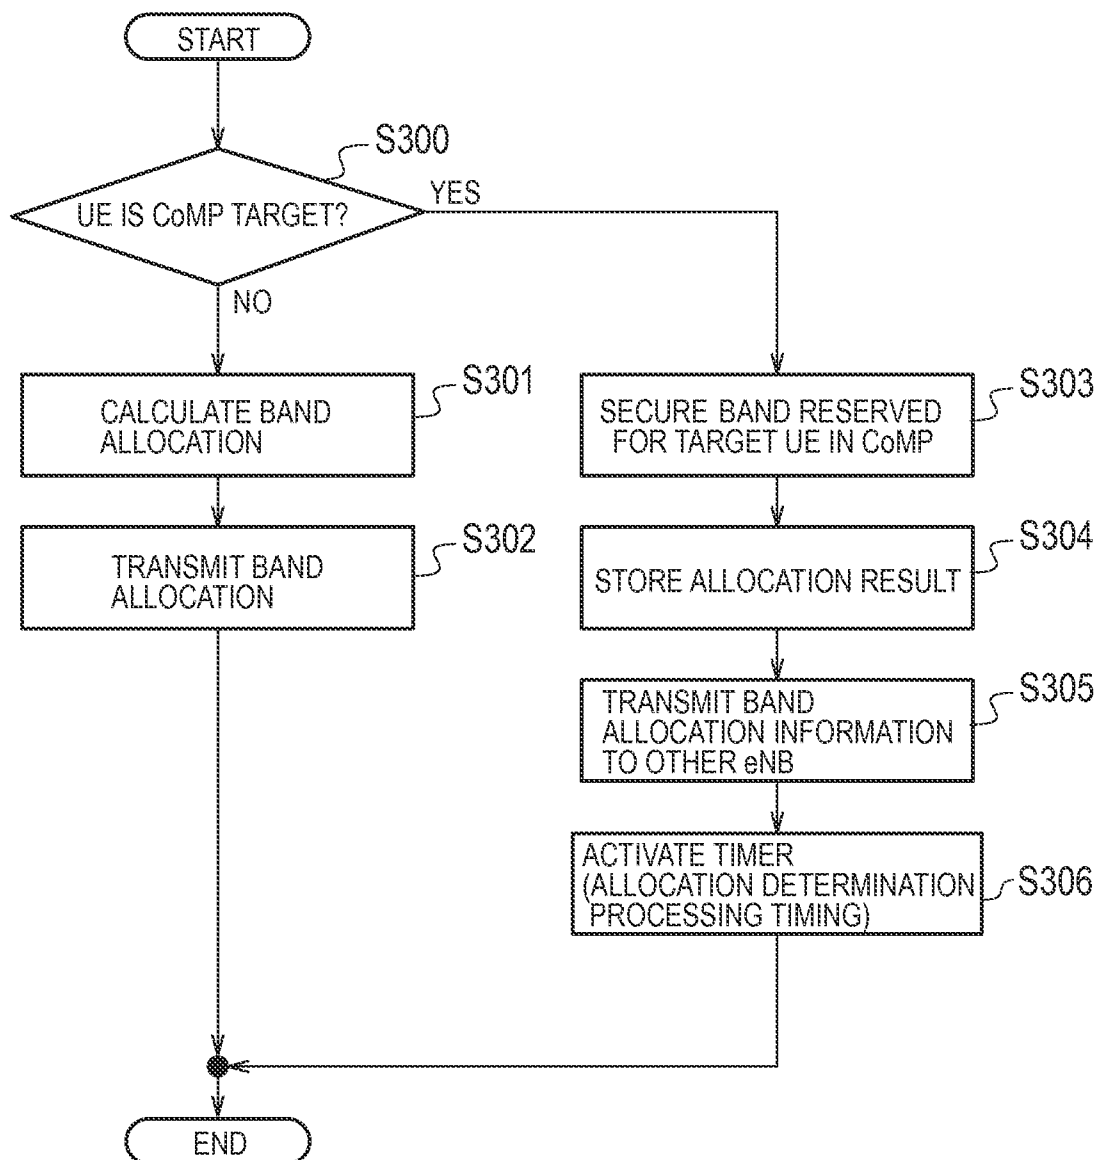 START
S300
UE IS CoMP TARGET?
YES
NO
S301
CALCULATE BAND
ALLOCATION
S302
TRANSMIT BAND
ALLOCATION
S303
SECURE BAND RESERVED
FOR TARGET UE IN CoMP
S304
STORE ALLOCATION RESULT
S305
TRANSMIT BAND
ALLOCATION INFORMATION
TO OTHER eNB
S306
ACTIVATE TIMER
(ALLOCATION DETERMINATION
PROCESSING TIMING)
END